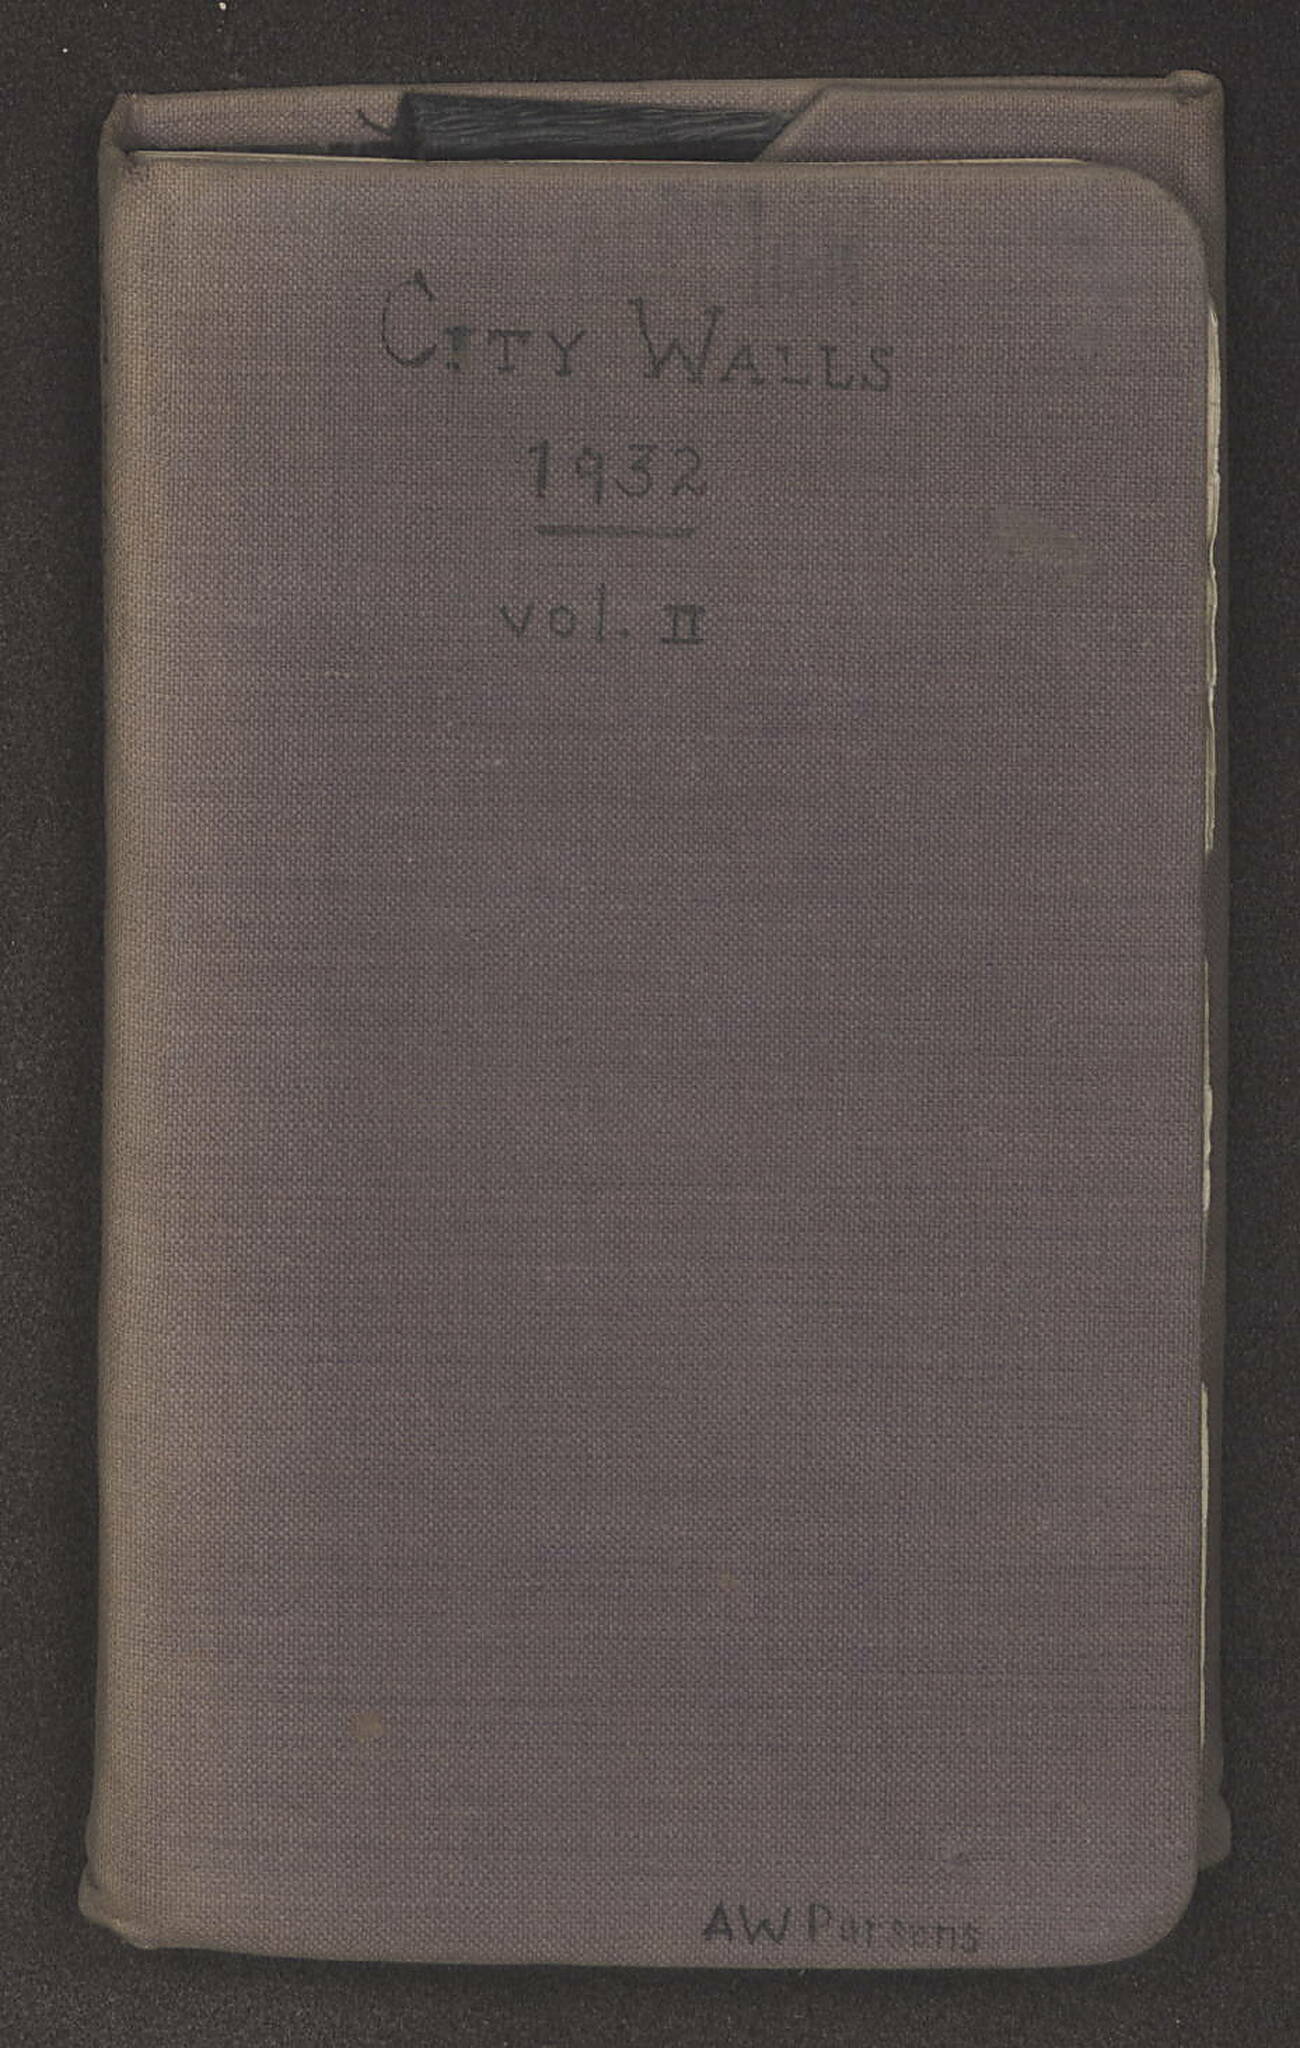 CITY WALLS
1932
vol. II
AW Parsons